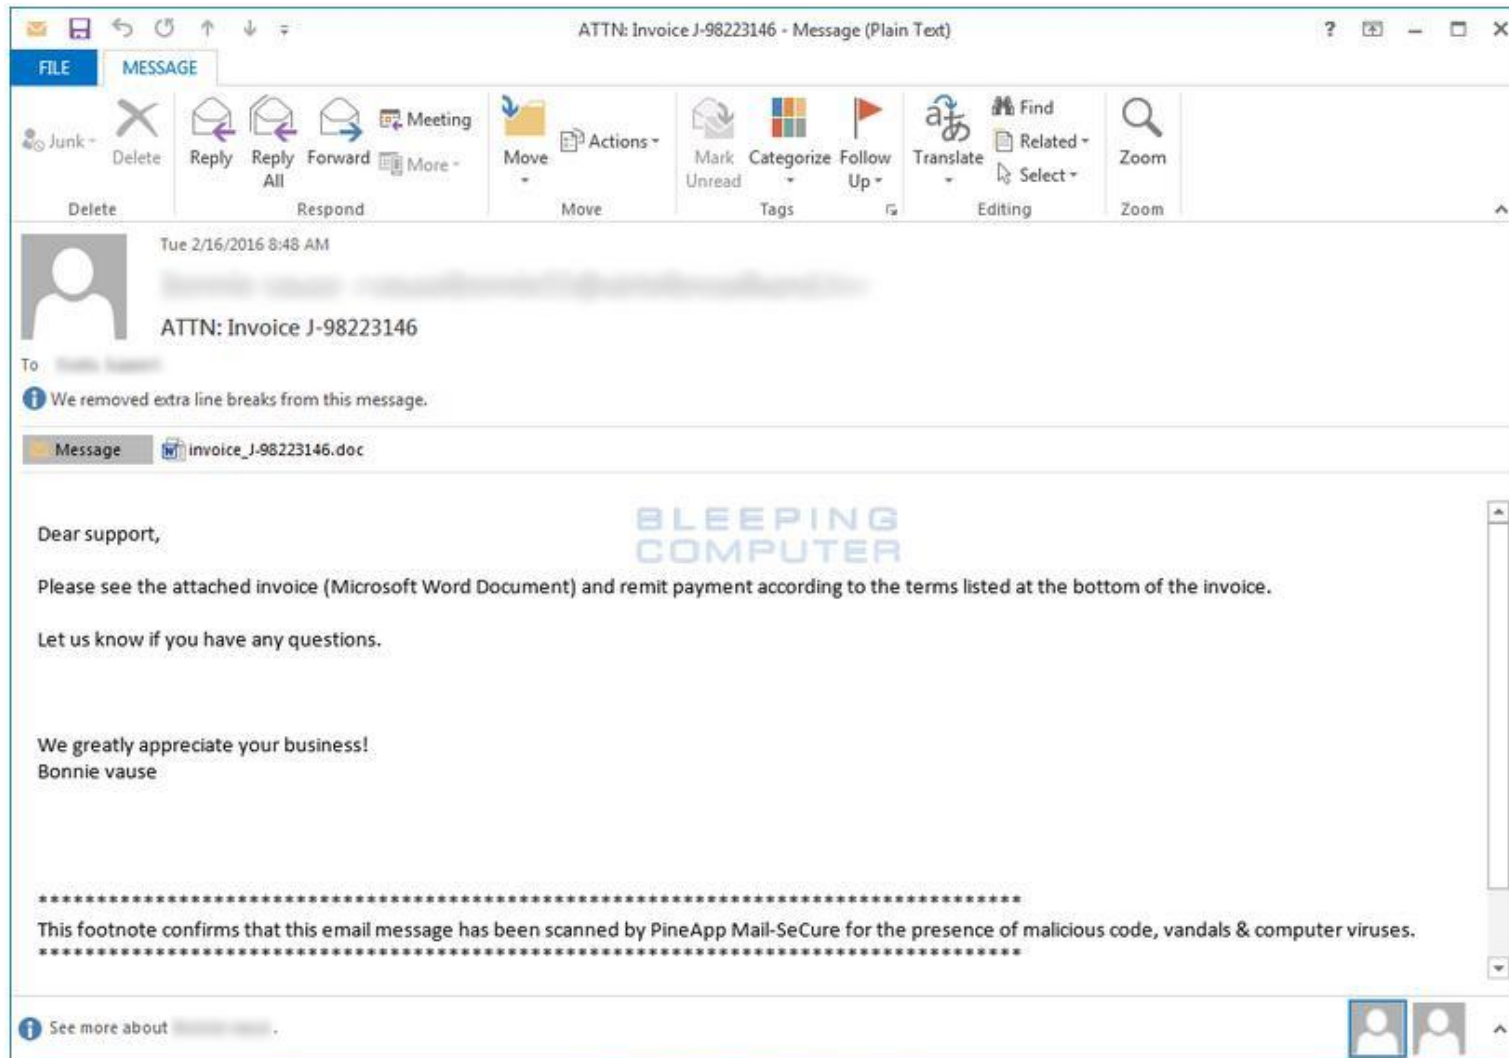 ATTN: Invoice J-98223146 - Message (Plain Text)
FILE MESSAGE
Junk
Delete
Reply
Reply All
Forward
Meeting
More
Move
Actions
Mark Unread
Categorize
Follow Up
Translate
Find
Related
Select
Zoom
Delete Respond Move Tags Editing Zoom
Tue 2/16/2016 8:48 AM
ATTN: Invoice J-98223146
To
We removed extra line breaks from this message.
Message invoice_J-98223146.doc
BLEEPING
COMPUTER
Dear support,
Please see the attached invoice (Microsoft Word Document) and remit payment according to the terms listed at the bottom of the invoice.
Let us know if you have any questions.
We greatly appreciate your business!
Bonnie vause
This footnote confirms that this email message has been scanned by PineApp Mail-SeCure for the presence of malicious code, vandals & computer viruses.
See more about